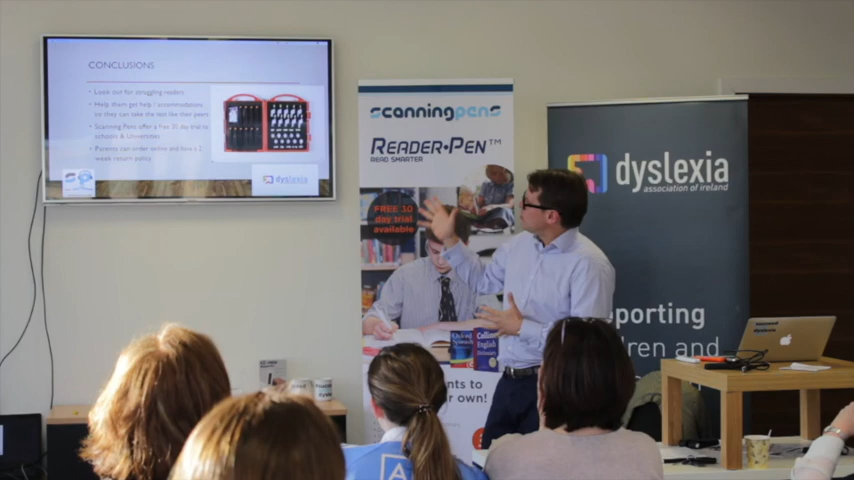 CONCLUSIONS
Look out for struggling readers
Help them get help / accommodations
so they can take the test like their peers
Scanning Pens offer a free 30 day trial to
schools & Universities
Parents can order online and have a 2
week return policy
dyslexia
scanningpens
READER•PEN™
READ SMARTER
FREE 30
day trial
available
Collins
English
Dictionary
nts to
r own!
dyslexia
association of ireland
porting
dren and
A